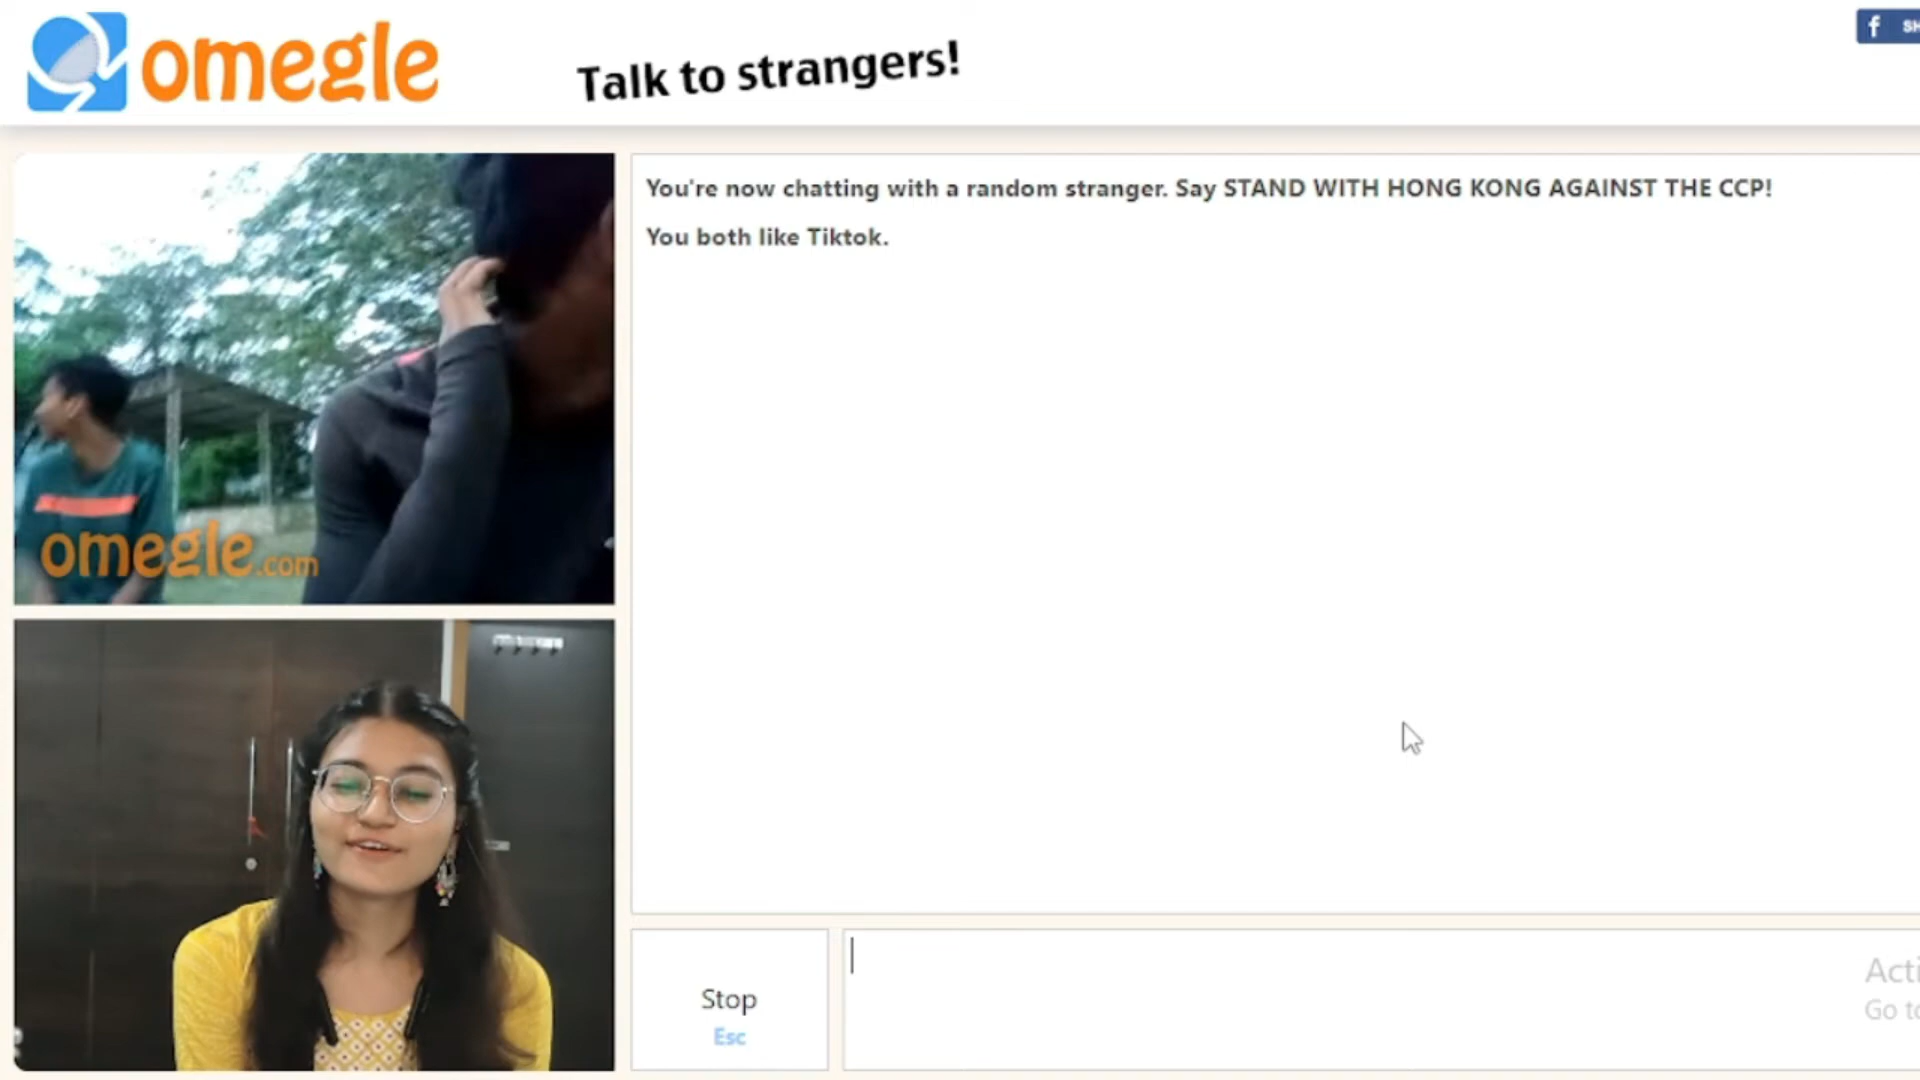 omegle
Talk to strangers!
You're now chatting with a random stranger. Say STAND WITH HONG KONG AGAINST THE CCP!
You both like Tiktok.
omegle.com
Stop
Esc
Go